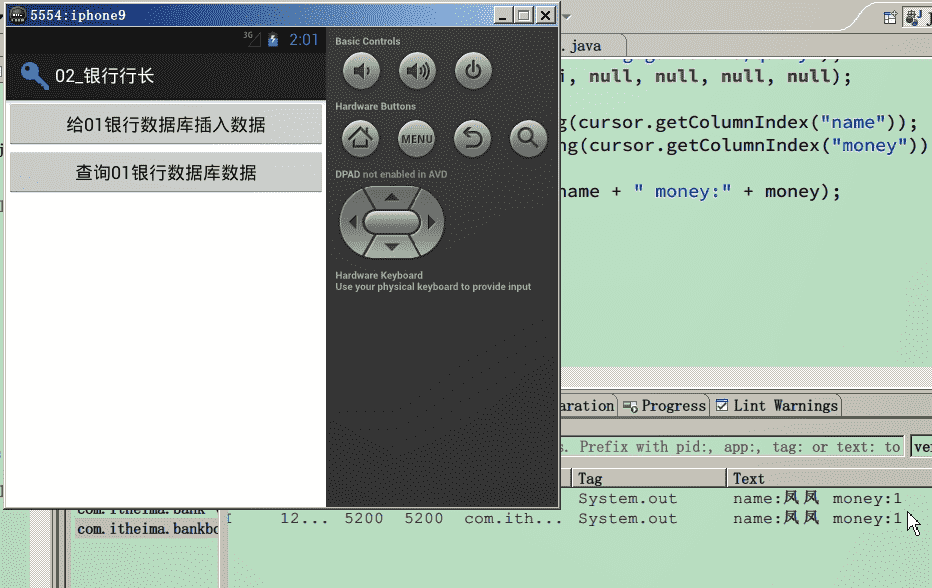 5554:iphone9
3G 2:01
02_银行行长
给01银行数据库插入数据
查询01银行数据库数据
Basic Controls
Hardware Buttons
MENU
DPAD not enabled in AVD
Hardware Keyboard
Use your physical keyboard to provide input
.java
i, null, null, null, null);
g(cursor.getColumnIndex("name"));
ng(cursor.getColumnIndex("money"))
name + " money:" + money);
aration Progress Lint Warnings
s. Prefix with pid:, app:, tag: or text: to ver
Tag Text
System.out name:凤凤 money:1
com.itheima.bank
12... 5200 5200 com.ith... System.out name:凤凤 money:1
com.itheima.bankbo